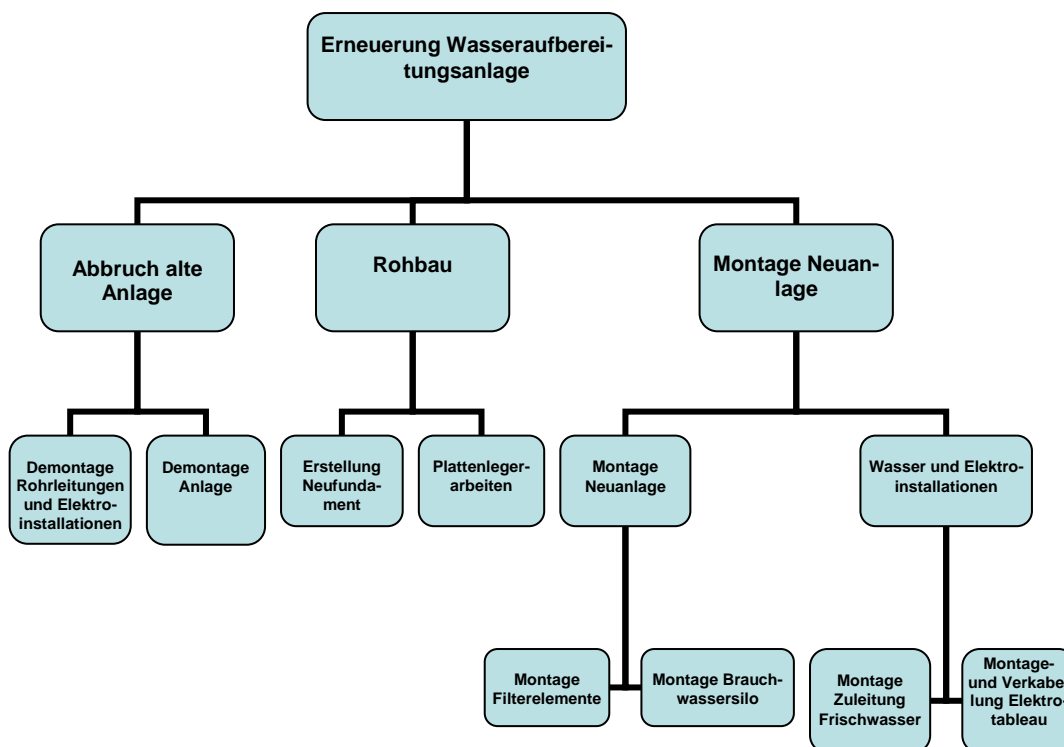 Erneuerung Wasseraufberei-
tungsanlage
Abbruch alte
Anlage
Rohbau
Montage Neuan-
lage
Demontage
Rohrleitungen
und Elektro-
installationen
Demontage
Anlage
Erstellung
Neufunda-
ment
Plattenleger-
arbeiten
Montage
Neuanlage
Wasser und Elektro-
installationen
Montage
Filterelemente
Montage Brauch-
wassersilo
Montage
Zuleitung
Frischwasser
Montage-
und Verkabe
lung Elektro-
tableau